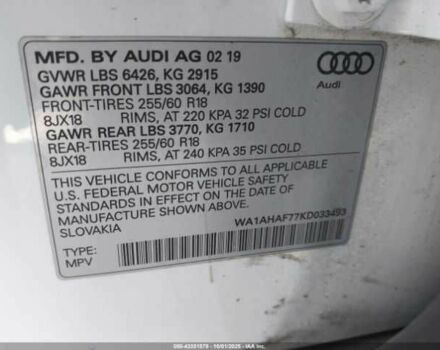 MFD. BY AUDI AG 02 19
GVWR LBS 6426, KG 2915
GAWR FRONT LBS 3064, KG 1390
FRONT-TIRES 255/60 R18
8JX18 RIMS, AT 220 KPA 32 PSI COLD
GAWR REAR LBS 3770, KG 1710
REAR-TIRES 255/60 R18
8JX18 RIMS, AT 240 KPA 35 PSI COLD
Audi
THIS VEHICLE CONFORMS TO ALL APPLICABLE
U.S. FEDERAL MOTOR VEHICLE SAFETY
STANDARDS IN EFFECT ON THE DATE OF
MANUFACTURE SHOWN ABOVE.
SLOVAKIA
WA1AHAF77KD033493
TYPE:
MPV